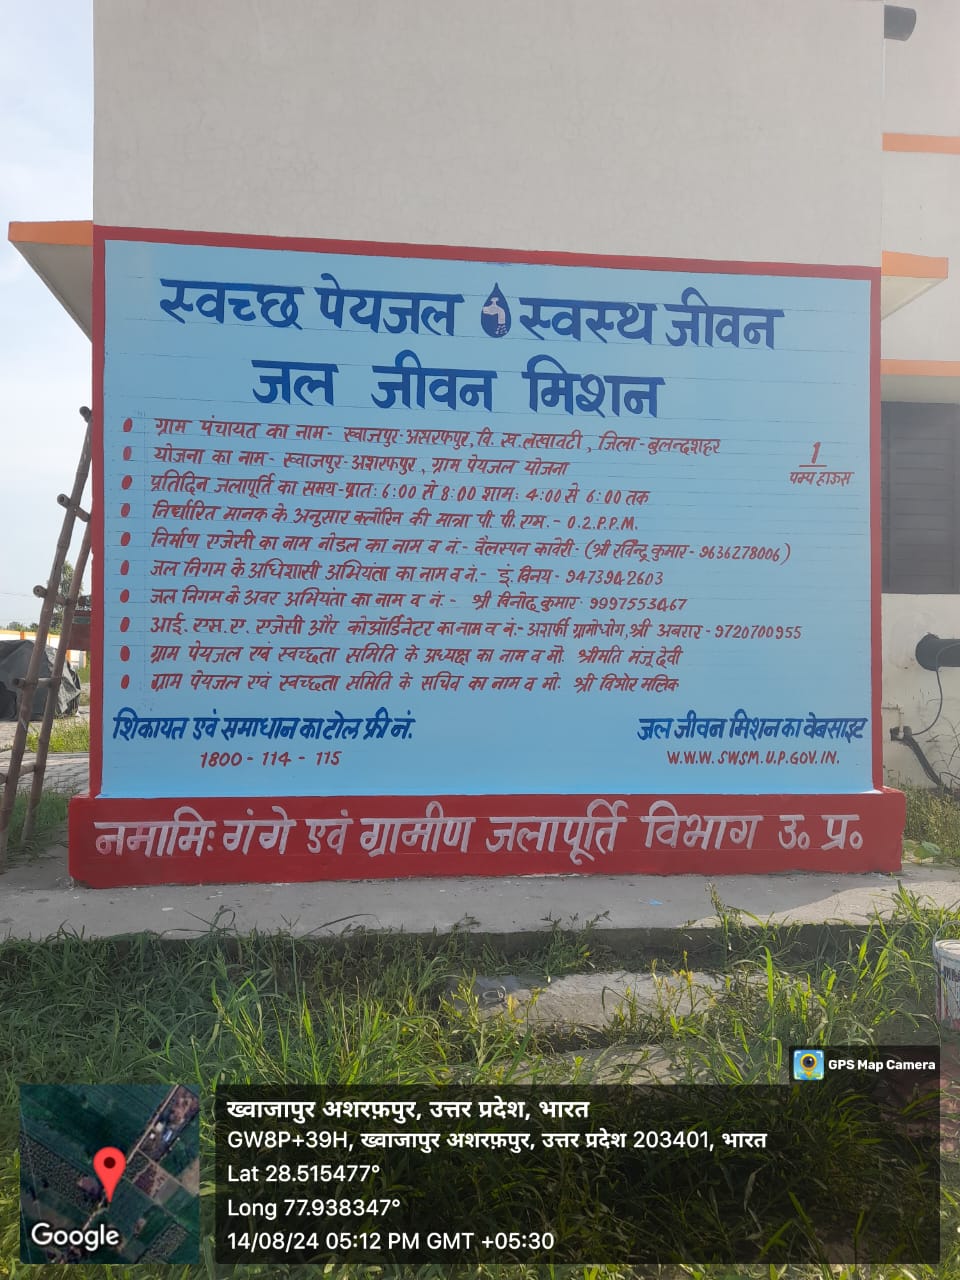 स्वच्छ पेयजल स्वस्थ जीवन
जल जीवन मिशन
ग्राम पंचायत का नाम- ख्वाजपुर-असरफपुर, वि. ख. लखावटी, जिला- बुलन्दशहर
योजना का नाम- ख्वाजपुर-अशरफपुर, ग्राम पेयजल योजना
1
पम्प हाऊस
प्रतिदिन जलापूर्ति का समय-प्रातः 6:00 से 8:00 शाम: 4:00 से 6:00 तक
निर्धारित मानक के अनुसार क्लोरिन की मात्रा पी. पी. एम. - 0.2.P.P.M.
निर्माण एजेंसी का नाम नोडल का नाम व नं.- वैलस्पन कावेरी- (श्री रविन्द्र कुमार- 9636278006)
जल निगम के अधिशासी अभियंता का नाम व नं.- इं. विनय- 9473942603
जल निगम के अवर अभियंता का नाम व नं.- श्री विनोद कुमार- 9997553467
आई. एस. ए. एजेंसी और कोऑर्डिनेटर का नाम व नं.- अशर्फी ग्रामोधोग, श्री अबरार- 9720700955
ग्राम पेयजल एवं स्वच्छता समिति के अध्यक्ष का नाम व मो. श्रीमति मंजू देवी
ग्राम पेयजल एवं स्वच्छता समिति के सचिव का नाम व मो. श्री विभोर मलिक
शिकायत एवं समाधान का टोल फ्री नं.
1800 - 114 - 115
जल जीवन मिशन का वेबसाइट
W.W.W. SWSM.U.P.GOV.IN.
नमामिः गंगे एवं ग्रामीण जलापूर्ति विभाग उ० प्र०
GPS Map Camera
ख्वाजापुर अशरफ़पुर, उत्तर प्रदेश, भारत
GW8P+39H, ख्वाजापुर अशरफ़पुर, उत्तर प्रदेश 203401, भारत
Lat 28.515477°
Long 77.938347°
14/08/24 05:12 PM GMT +05:30
Google